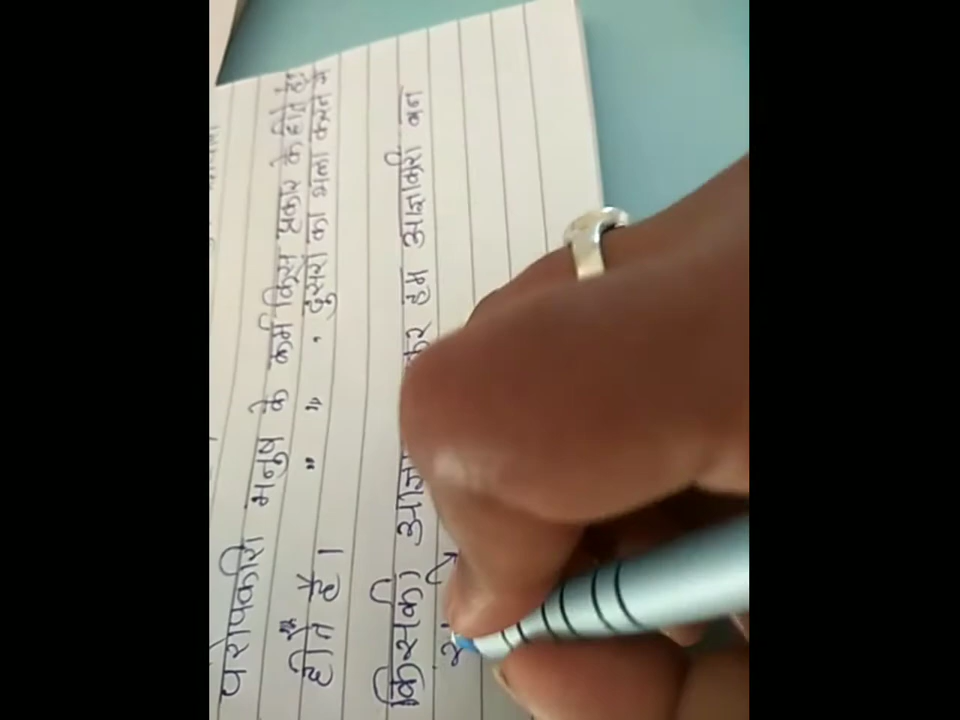 परोपकारी मनुष के कर्म किस प्रकार के होते हैं
" " " दुसरों का भला करने में
होते हैं।
किसकी आज्ञा कर हम आज्ञाकारी बन